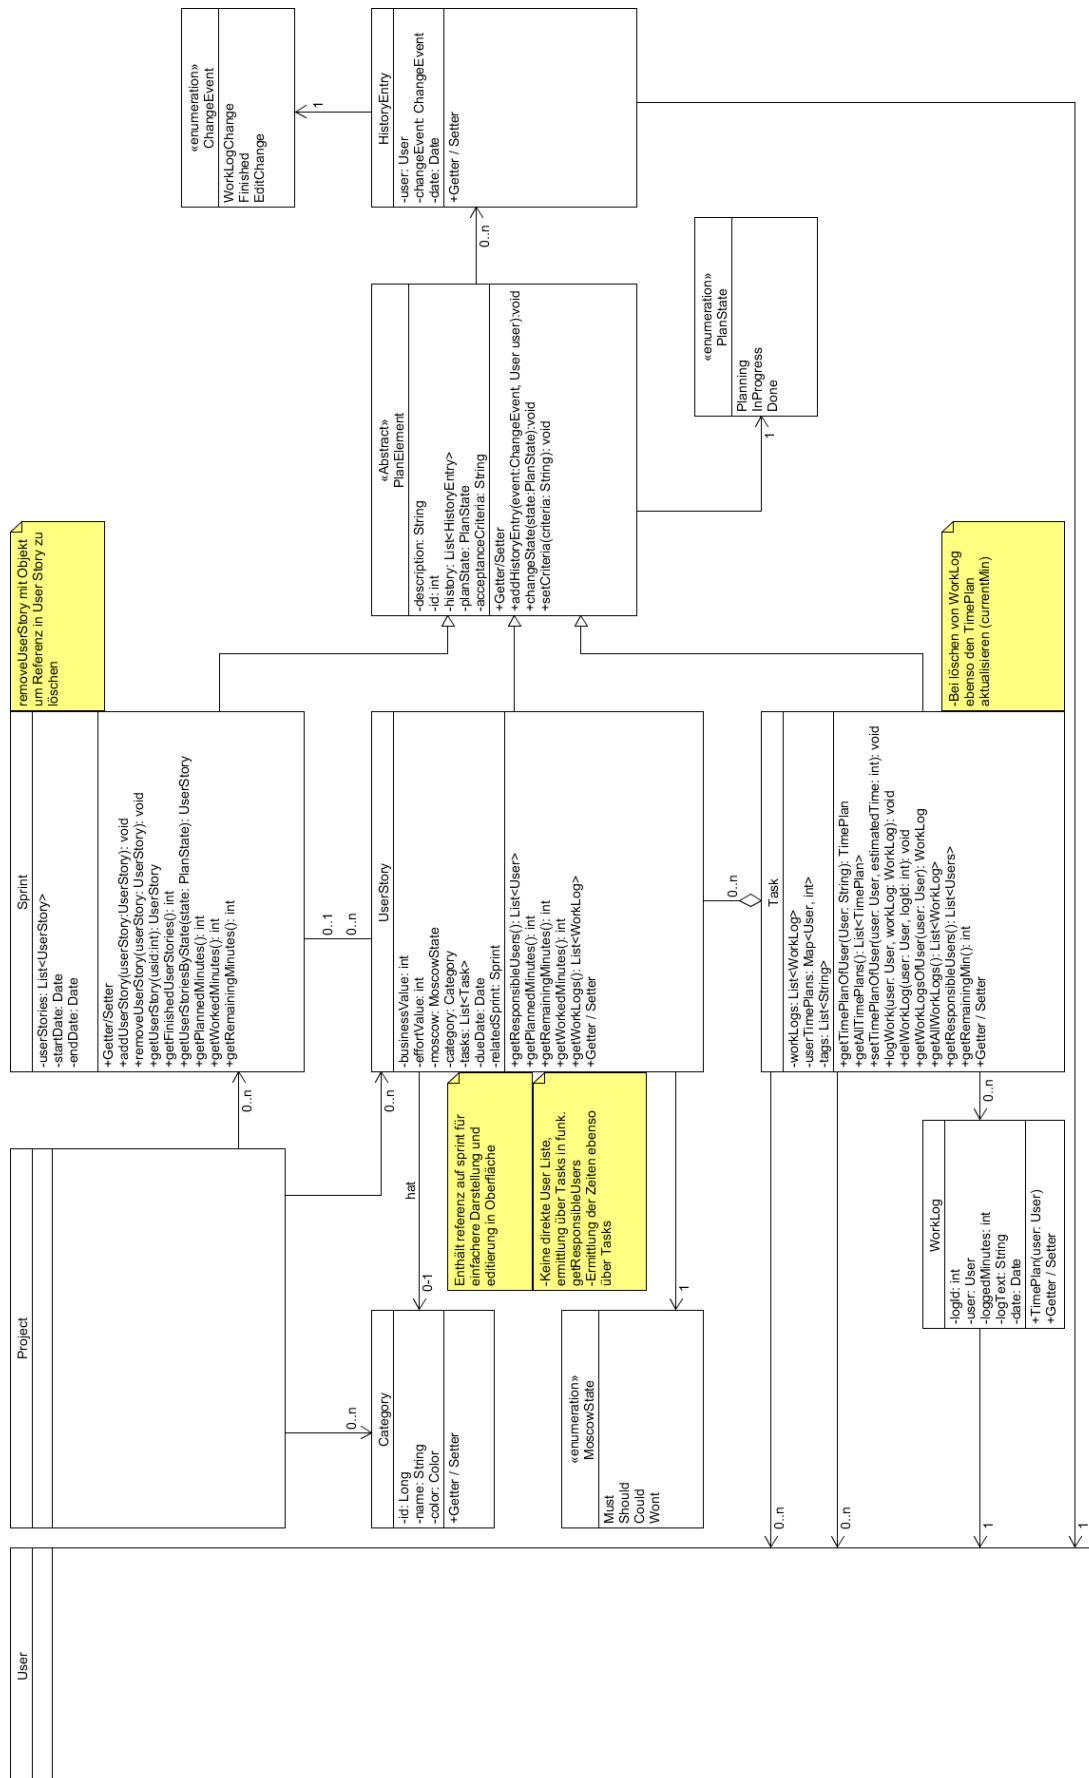 User
Project
0..n
0..n
0..n
Sprint
-userStories: List<UserStory>
-startDate: Date
-endDate: Date
+Getter/Setter
+addUserStory(userStory:UserStory): void
+removeUserStory(userStory: UserStory): void
+getUserStory(usid:int): UserStory
+getFinishedUserStories(): int
+getUserStoriesByState(state: PlanState): UserStory
+getPlannedMinutes(): int
+getWorkedMinutes(): int
+getRemainingMinutes(): int
removeUserStory mit Objekt
um Referenz in User Story zu
löschen
0..1
0..n
Category
-id: Long
-name: String
-color: Color
+Getter / Setter
hat
0-1
Enthält referenz auf sprint für
einfachere Darstellung und
editierung in Oberfläche
-Keine direkte User Liste,
ermittlung über Tasks in funk.
getResponsibleUsers
-Ermittlung der Zeiten ebenso
über Tasks
«enumeration»
MoscowState
Must
Should
Could
Wont
1
UserStory
-businessValue: int
-effortValue: int
-moscow: MoscowState
-category: Category
-tasks: List<Task>
-dueDate: Date
-relatedSprint: Sprint
+getResponsibleUsers(): List<User>
+getPlannedMinutes(): int
+getRemainingMinutes(): int
+getWorkedMinutes(): int
+getWorkLogs(): List<WorkLog>
+Getter / Setter
0..n
«Abstract»
PlanElement
-description: String
-id: int
-history: List<HistoryEntry>
-planState: PlanState
-acceptanceCriteria: String
+Getter/Setter
+addHistoryEntry(event:ChangeEvent, User user):void
+changeState(state:PlanState):void
+setCriteria(criteria: String): void
0..n
HistoryEntry
-user: User
-changeEvent: ChangeEvent
-date: Date
+Getter / Setter
1
«enumeration»
ChangeEvent
WorkLogChange
Finished
EditChange
«enumeration»
PlanState
Planning
InProgress
Done
1
Task
-workLogs: List<WorkLog>
-userTimePlans: Map<User, int>
-tags: List<String>
+getTimePlanOfUser(User: String): TimePlan
+getAllTimePlans(): List<TimePlan>
+setTimePlanOfUser(user: User, estimatedTime: int): void
+logWork(user: User, workLog: WorkLog): void
+delWorkLog(user: User, logId: int): void
+getWorkLogsOfUser(user: User): WorkLog
+getAllWorkLogs(): List<WorkLog>
+getResponsibleUsers(): List<Users>
+getRemainingMin(): int
+Getter / Setter
-Bei löschen von WorkLog
ebenso den TimePlan
aktualisieren (currentMin)
0..n
WorkLog
-logId: int
-user: User
-loggedMinutes: int
-logText: String
-date: Date
+TimePlan(user: User)
+Getter / Setter
0..n
0..n
1
1